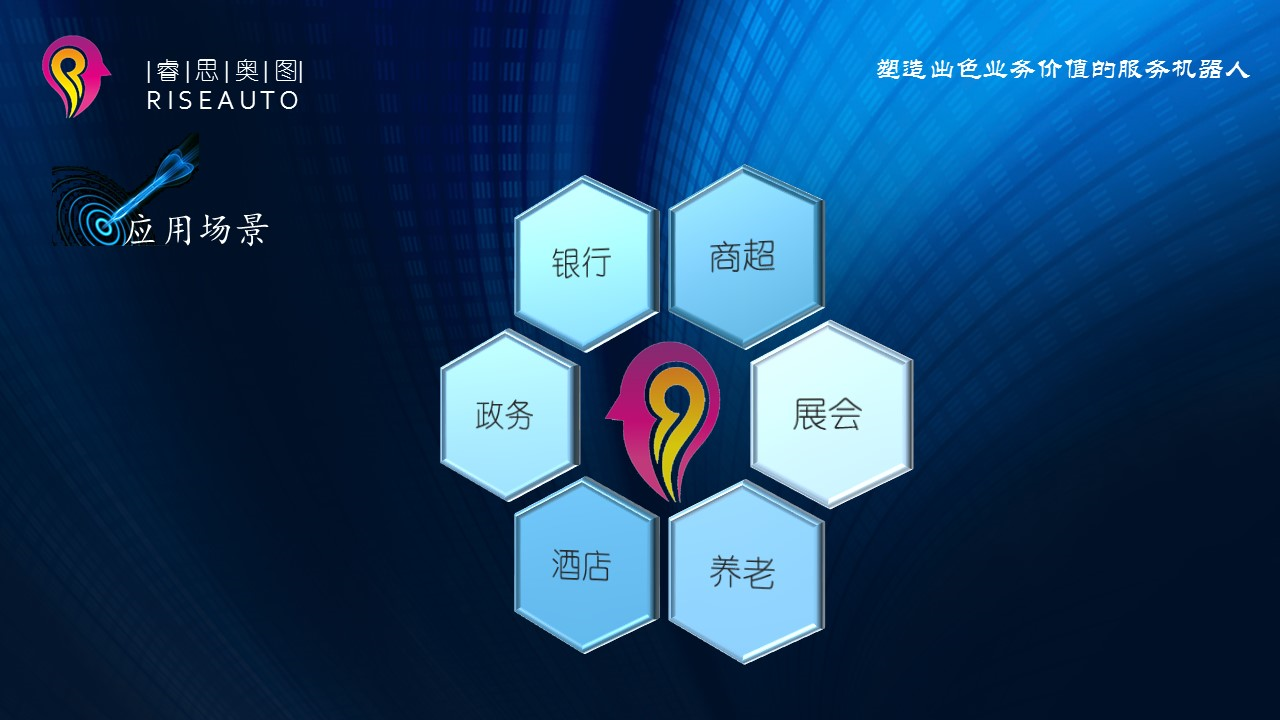 |睿|思|奥|图|
RISEAUTO
塑造出色业务价值的服务机器人
应用场景
银行
商超
政务
展会
酒店
养老